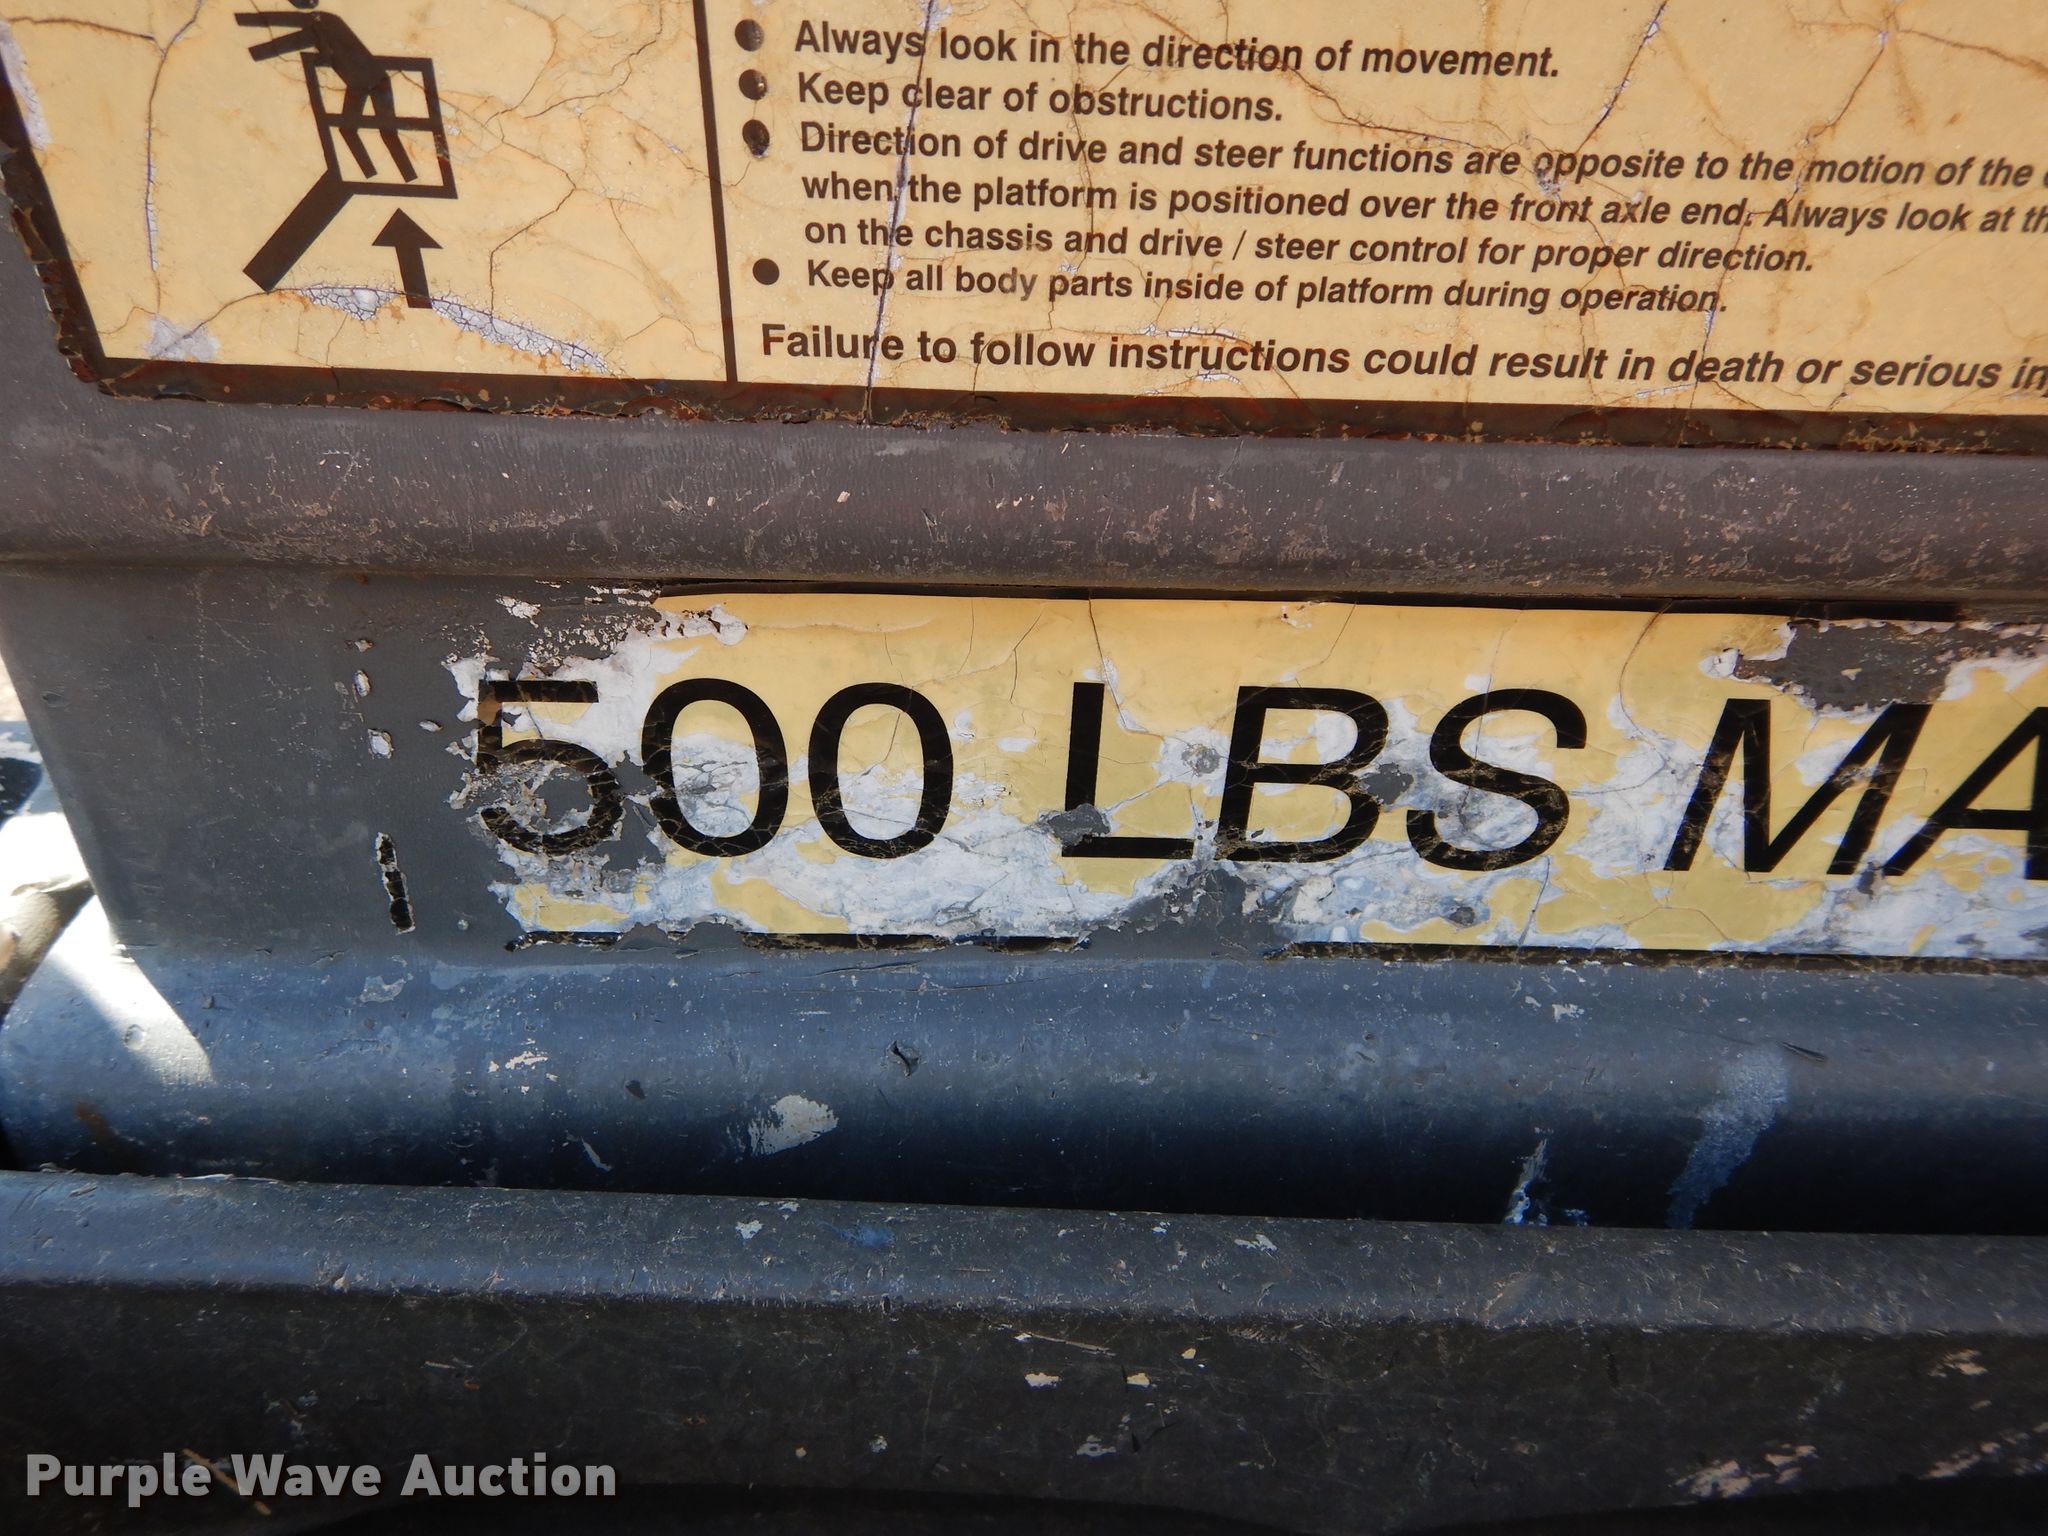 Always look in the direction of movement.
Keep clear of obstructions.
Direction of drive and steer functions are opposite to the motion of the
when the platform is positioned over the front axle end. Always look at
on the chassis and drive / steer control for proper direction.
Keep all body parts inside of platform during operation.
Failure to follow instructions could result in death or serious
500 LBS MA
Purple Wave Auction